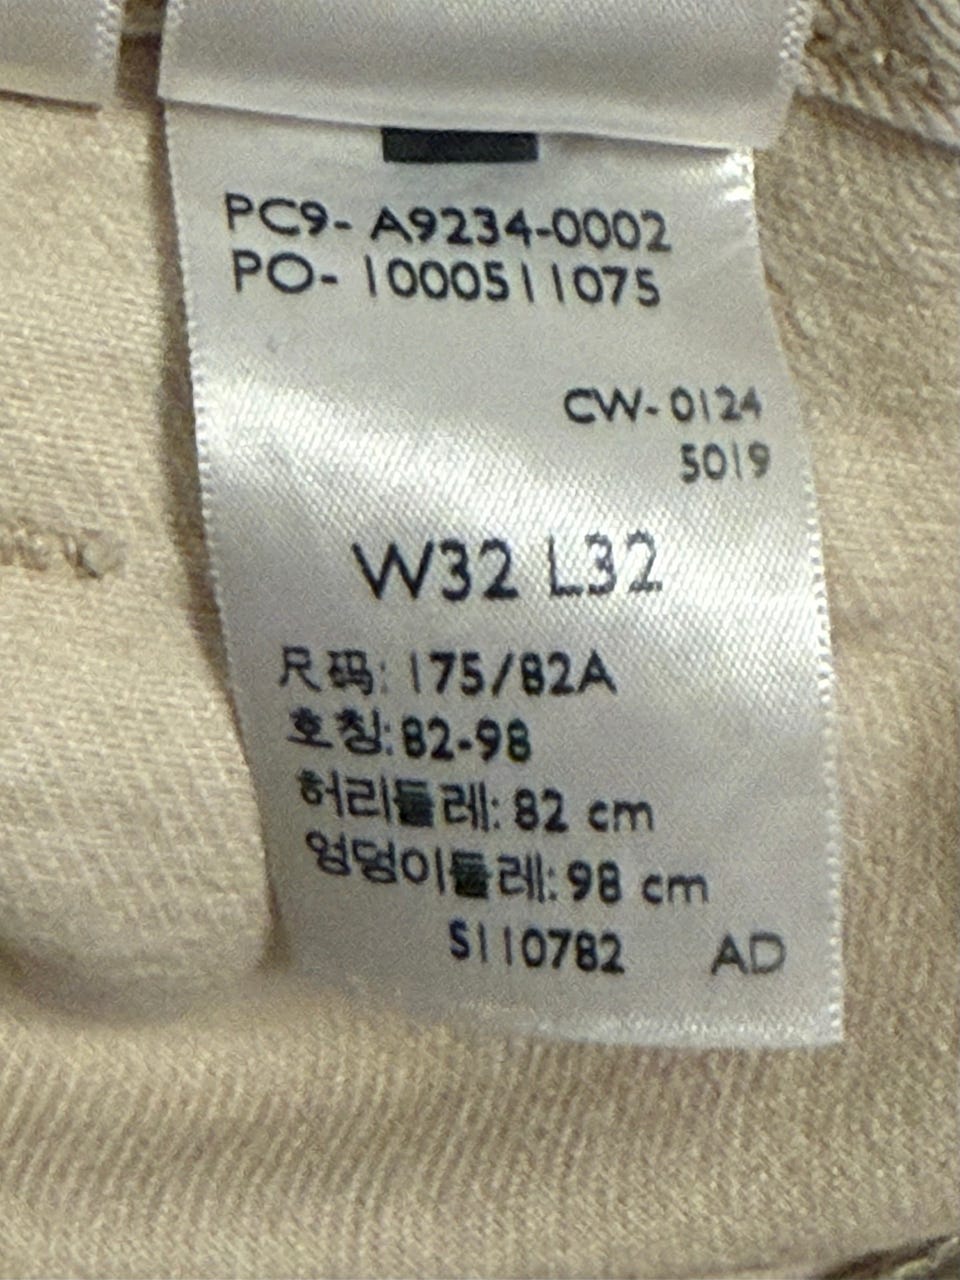 PC9- A9234-0002
PO- 1000511075
CW- 0124
5019
W32 L32
尺码: 175/82A
호칭: 82-98
허리둘레: 82 cm
엉덩이둘레: 98 cm
S110782 AD